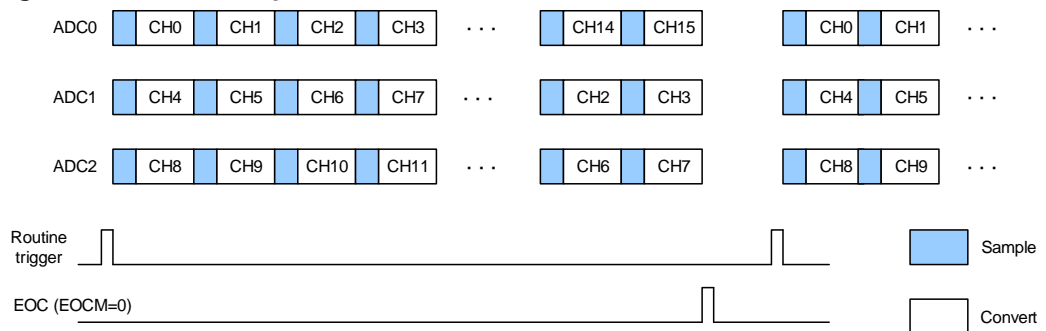 ADC0 CH0 CH1 CH2 CH3 ... CH14 CH15 CH0 CH1 ...
ADC1 CH4 CH5 CH6 CH7 ... CH2 CH3 CH4 CH5 ...
ADC2 CH8 CH9 CH10 CH11 ... CH6 CH7 CH8 CH9 ...
Routine
trigger
Sample
EOC (EOCM=0)
Convert